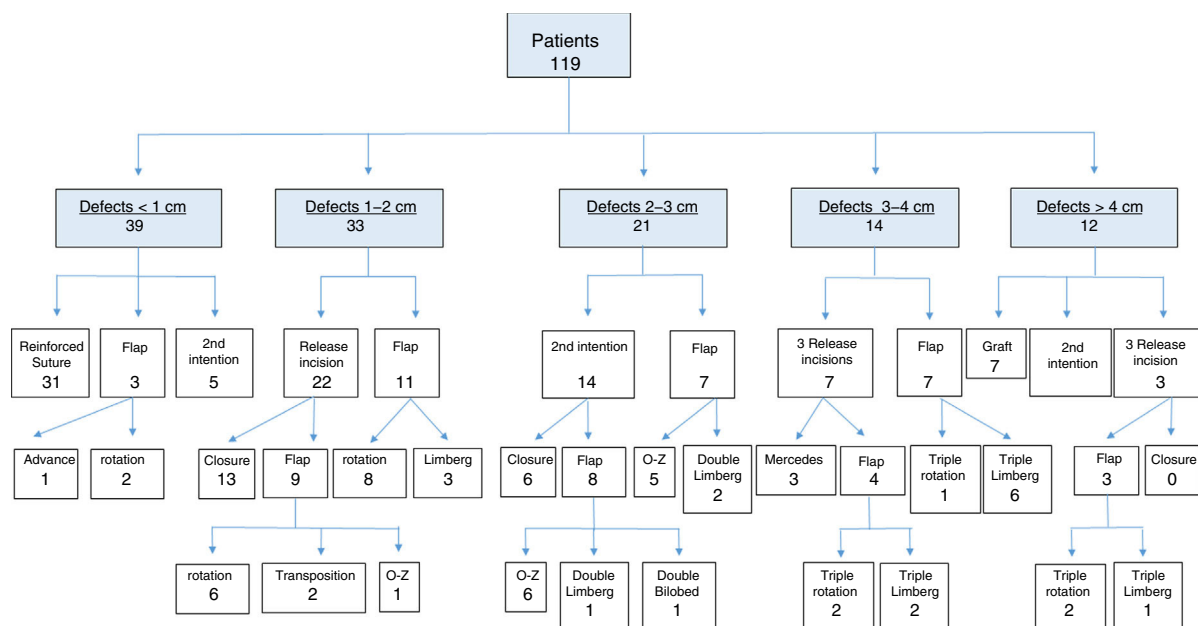 Patients
119
Defects < 1 cm
39
Defects 1–2 cm
33
Defects 2–3 cm
21
Defects 3–4 cm
14
Defects > 4 cm
12
Reinforced
Suture
31
Flap
3
2nd
intention
5
Release
incision
22
Flap
11
2nd intention
14
Flap
7
3 Release
incisions
7
Flap
7
Graft
7
2nd
intention
3 Release
incision
3
Advance
1
rotation
2
Closure
13
Flap
9
rotation
8
Limberg
3
Closure
6
Flap
8
O-Z
5
Double
Limberg
2
Mercedes
3
Flap
4
Triple
rotation
1
Triple
Limberg
6
Flap
3
Closure
0
rotation
6
Transposition
2
O-Z
1
O-Z
6
Double
Limberg
1
Double
Bilobed
1
Triple
rotation
2
Triple
Limberg
2
Triple
rotation
2
Triple
Limberg
1